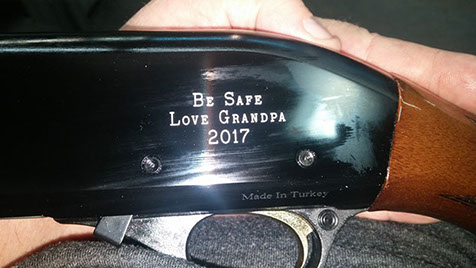 Be Safe
Love Grandpa
2017
Made In Turkey